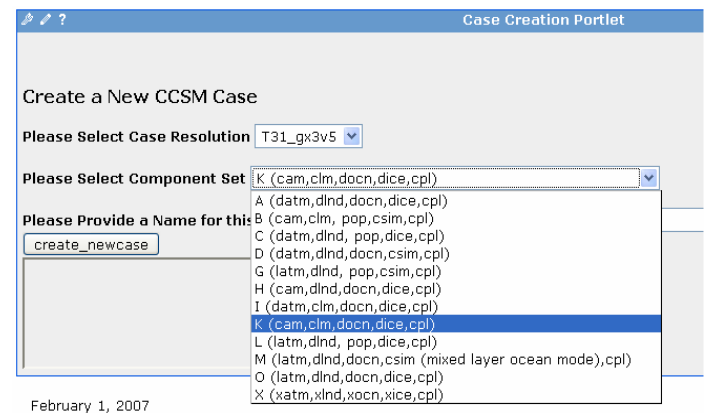 ?
Case Creation Portlet
Create a New CCSM Case
Please Select Case Resolution T31_gx3v5
Please Select Component Set K (cam,clm,docn,dice,cpl)
A (datm,dlnd,docn,dice,cpl)
Please Provide a Name for this
B (cam,clm, pop,csim,cpl)
C (datm,dlnd, pop,dice,cpl)
create_newcase
D (datm,dlnd,docn,csim,cpl)
G (latm,dlnd, pop,csim,cpl)
H (cam,dlnd,docn,dice,cpl)
I (datm,clm,docn,dice,cpl)
K (cam,clm,docn,dice,cpl)
L (latm,dlnd, pop,dice,cpl)
M (latm,dlnd,docn,csim (mixed layer ocean mode),cpl)
O (latm,dlnd,docn,dice,cpl)
X (xatm,xlnd,xocn,xice,cpl)
February 1, 2007